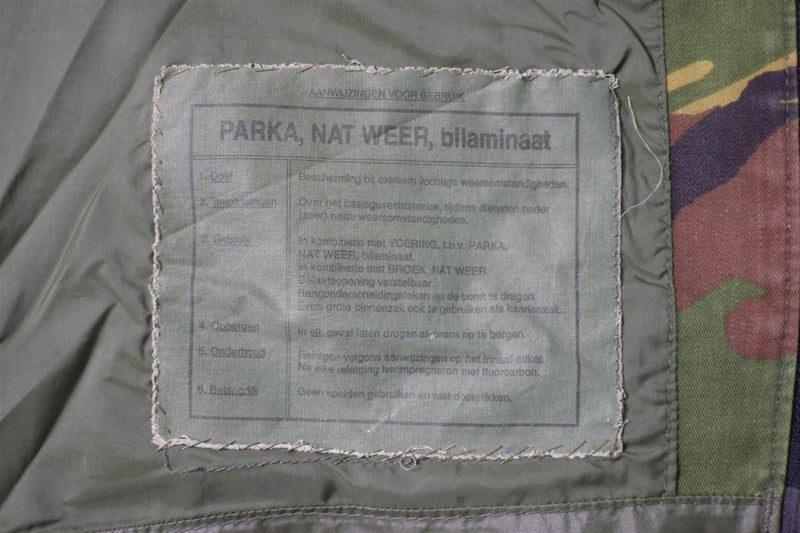 AANWIJZINGEN VOOR GEBRUIK
PARKA, NAT WEER, bilaminaat
1. Doel
Bescherming bij extreem vochtige weersomstandigheden.
2. Toepassingen
Over het basisgevechtstenue, tijdens diensten onder
(zeer) natte weersomstandigheden.
3. Gebruik
In kombinatie met VOERING, t.b.v. PARKA,
NAT WEER, bilaminaat.
In kombinatie met BROEK, NAT WEER
Gelaatsopening verstelbaar.
Rangonderscheidingsteken op de borst te dragen.
Extra grote binnenzak ook te gebruiken als kaartenzak.
4. Opbergen
In elk geval laten drogen alvorens op te bergen.
5. Onderhoud
Reinigen volgens aanwijzingen op het inneai-etiket.
Na elke reiniging herimpregneren met fluorcarbon.
6. Belangrijk
Geen spelden gebruiken en niet doorstikken.